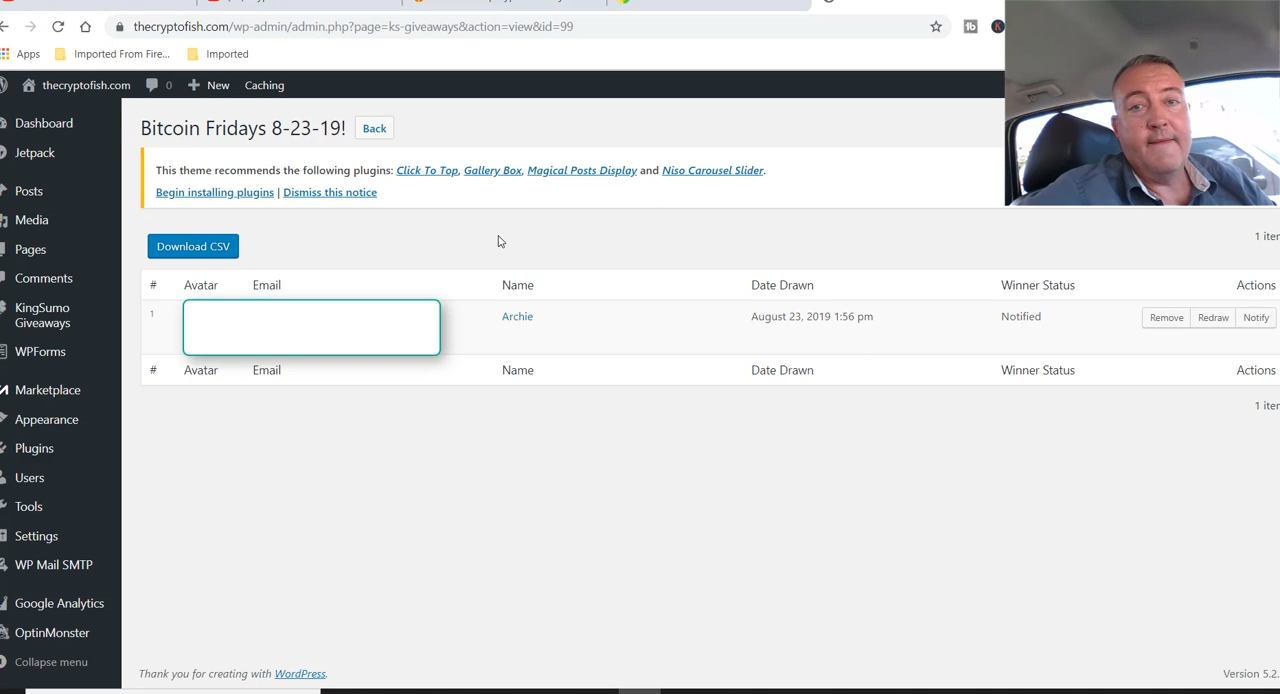 thecryptofish.com/wp-admin/admin.php?page=ks-giveaways&action=view&id=99
Apps Imported From Fire... Imported
thecryptofish.com 0 New Caching
Dashboard
Jetpack
Posts
Media
Pages
Comments
KingSumo
Giveaways
WPForms
Marketplace
Appearance
Plugins
Users
Tools
Settings
WP Mail SMTP
Google Analytics
OptinMonster
Collapse menu
Bitcoin Fridays 8-23-19! Back
This theme recommends the following plugins: Click To Top, Gallery Box, Magical Posts Display and Niso Carousel Slider.
Begin installing plugins | Dismiss this notice
Download CSV
1 iter
# Avatar Email Name Date Drawn Winner Status Actions
1 Archie August 23, 2019 1:56 pm Notified Remove Redraw Notify
# Avatar Email Name Date Drawn Winner Status Actions
1 iter
Thank you for creating with WordPress. Version 5.2.